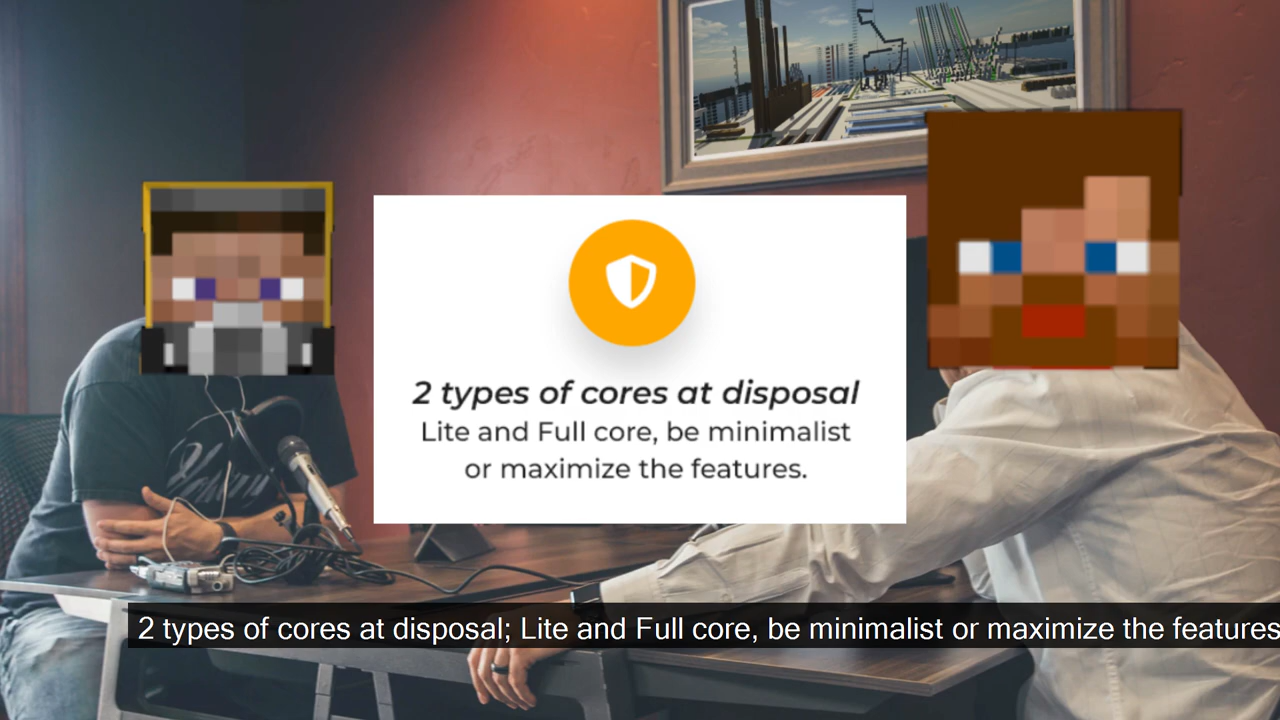 2 types of cores at disposal
Lite and Full core, be minimalist
or maximize the features.
2 types of cores at disposal; Lite and Full core, be minimalist or maximize the features